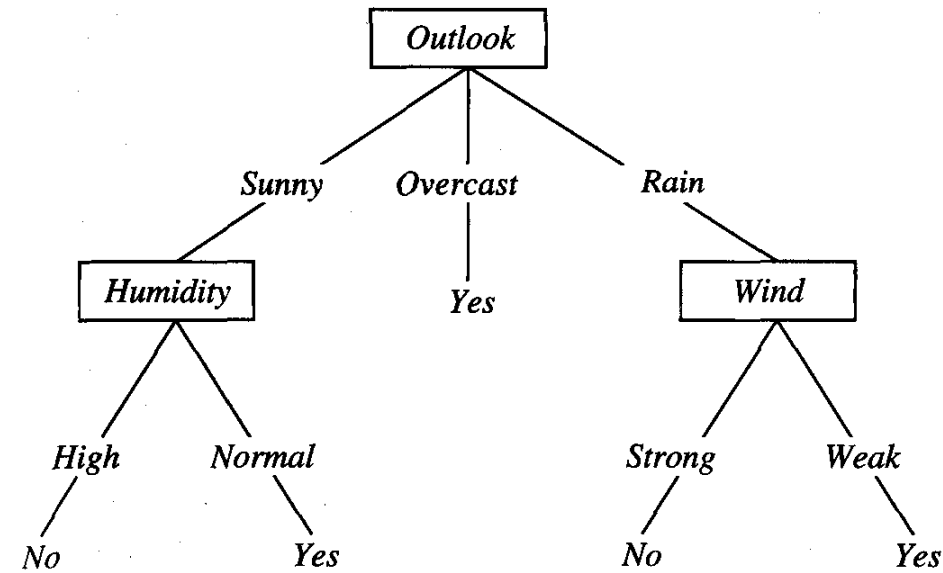 Outlook
Sunny Overcast Rain
Humidity Yes Wind
High Normal Strong Weak
No Yes No Yes